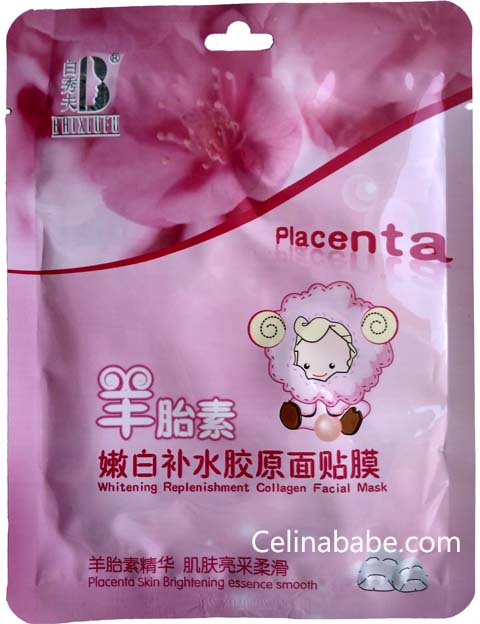 白秀夫
B
®
BAIXIUFU
Placenta
羊胎素
嫩白补水胶原面贴膜
Whitening Replenishment Collagen Facial Mask
Celinababe.com
羊胎素精华 肌肤亮采柔滑
Placenta Skin Brightening essence smooth